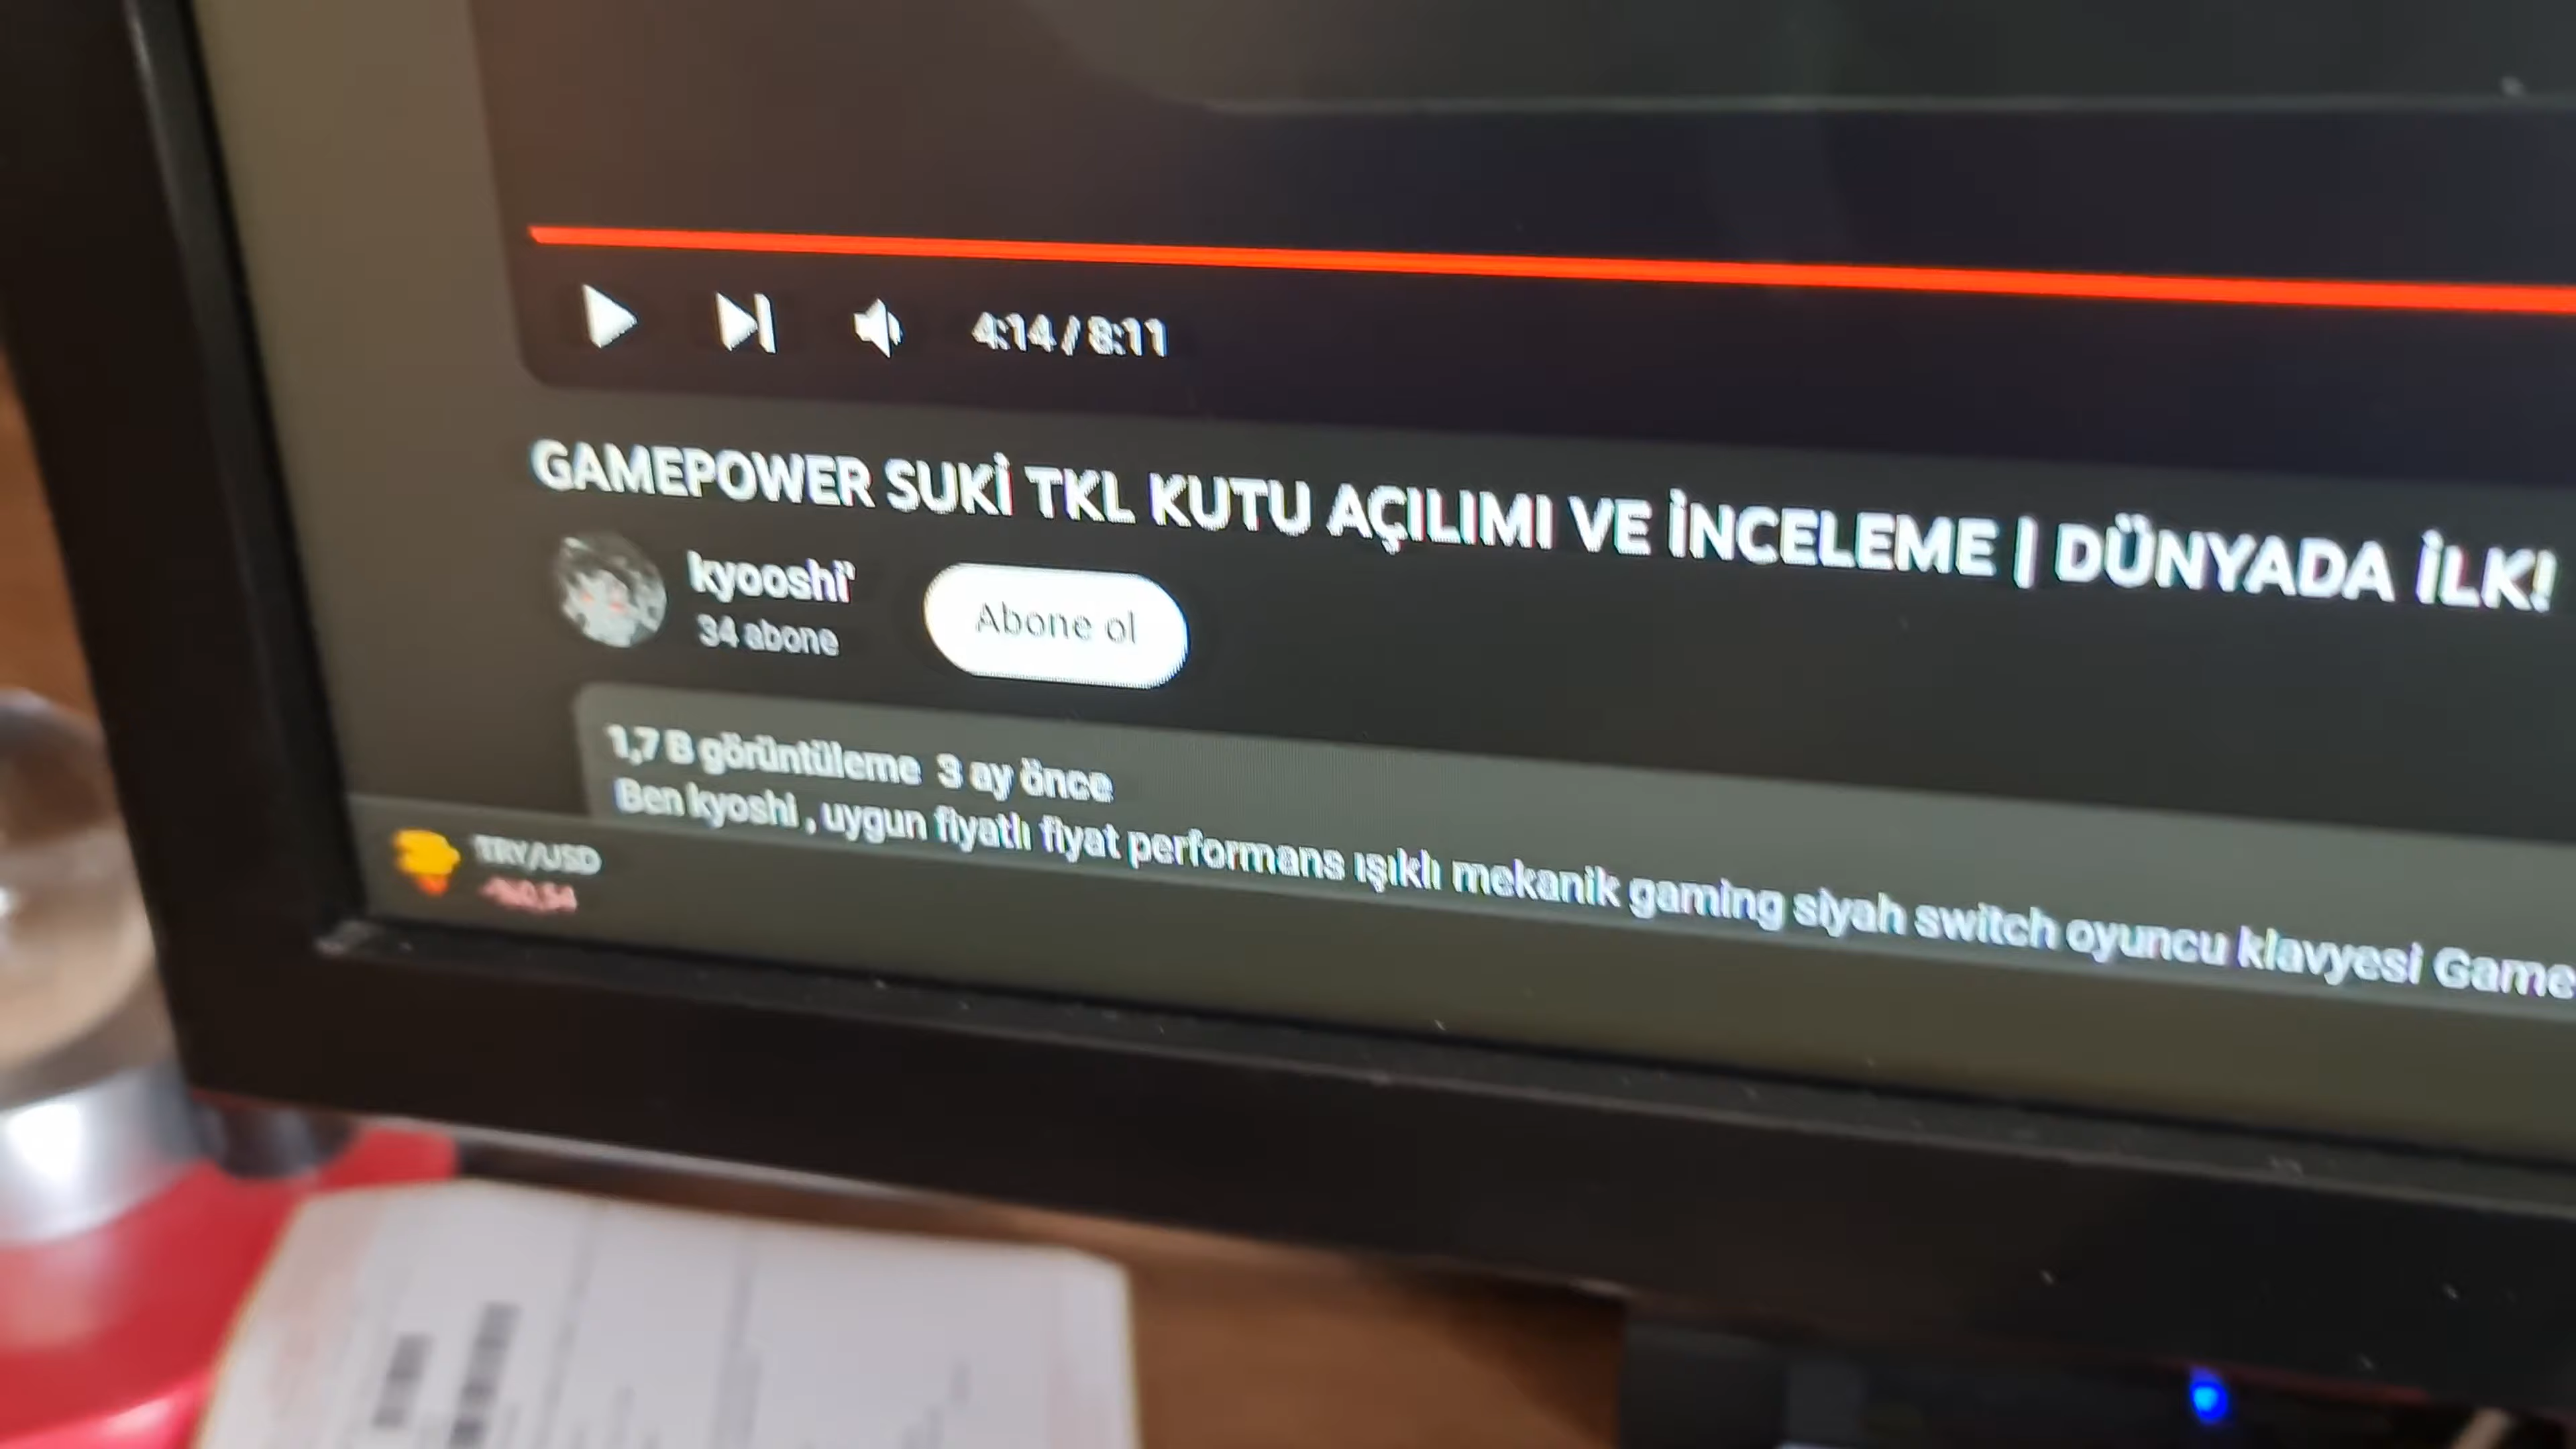 4:14 / 8:11
GAMEPOWER SUKİ TKL KUTU AÇILIMI VE İNCELEME | DÜNYADA İLK!
kyooshi'
34 abone
Abone ol
1,7 B görüntüleme 3 ay önce
Ben kyoshi , uygun fiyatlı fiyat performans ışıklı mekanik gaming siyah switch oyuncu klavyesi Game
TRY/USD